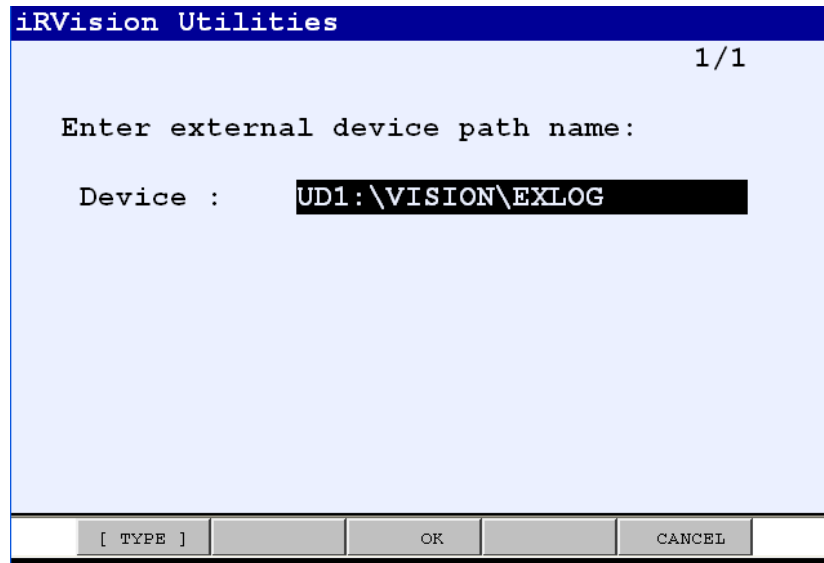 iRVision Utilities
1/1
Enter external device path name:
Device : UD1:\VISION\EXLOG
[ TYPE ] OK CANCEL